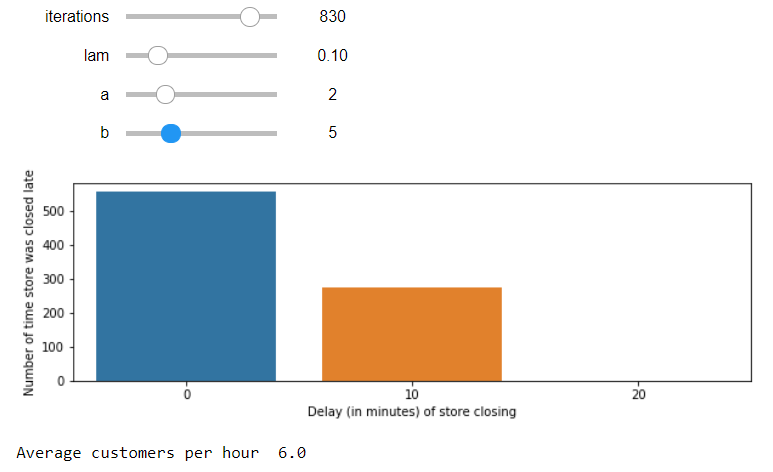 iterations 830
lam 0.10
a 2
b 5
Number of time store was closed late
500
400
300
200
100
0
0 10 20
Delay (in minutes) of store closing
Average customers per hour  6.0